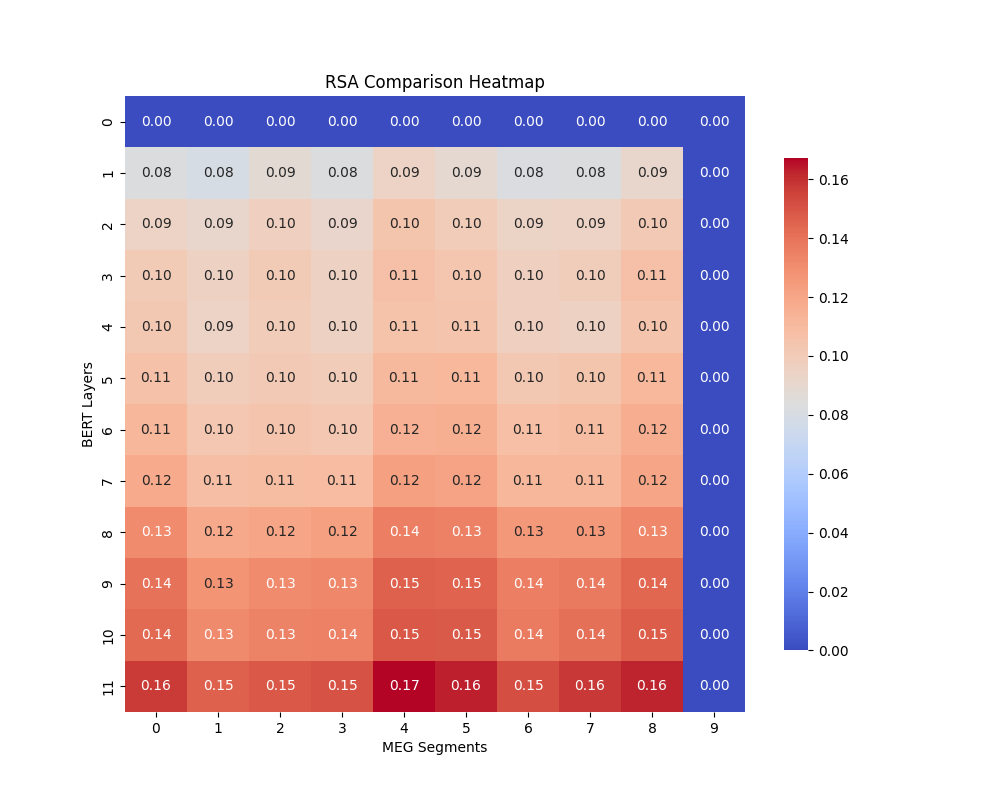 RSA Comparison Heatmap
0 0.00 0.00 0.00 0.00 0.00 0.00 0.00 0.00 0.00 0.00
1 0.08 0.08 0.09 0.08 0.09 0.09 0.08 0.08 0.09 0.00
2 0.09 0.09 0.10 0.09 0.10 0.10 0.09 0.09 0.10 0.00
3 0.10 0.10 0.10 0.10 0.11 0.10 0.10 0.10 0.11 0.00
4 0.10 0.09 0.10 0.10 0.11 0.11 0.10 0.10 0.10 0.00
5 0.11 0.10 0.10 0.10 0.11 0.11 0.10 0.10 0.11 0.00
6 0.11 0.10 0.10 0.10 0.12 0.12 0.11 0.11 0.12 0.00
7 0.12 0.11 0.11 0.11 0.12 0.12 0.11 0.11 0.12 0.00
8 0.13 0.12 0.12 0.12 0.14 0.13 0.13 0.13 0.13 0.00
9 0.14 0.13 0.13 0.13 0.15 0.15 0.14 0.14 0.14 0.00
10 0.14 0.13 0.13 0.14 0.15 0.15 0.14 0.14 0.15 0.00
11 0.16 0.15 0.15 0.15 0.17 0.16 0.15 0.16 0.16 0.00
0 1 2 3 4 5 6 7 8 9
MEG Segments
BERT Layers
0.16
0.14
0.12
0.10
0.08
0.06
0.04
0.02
0.00